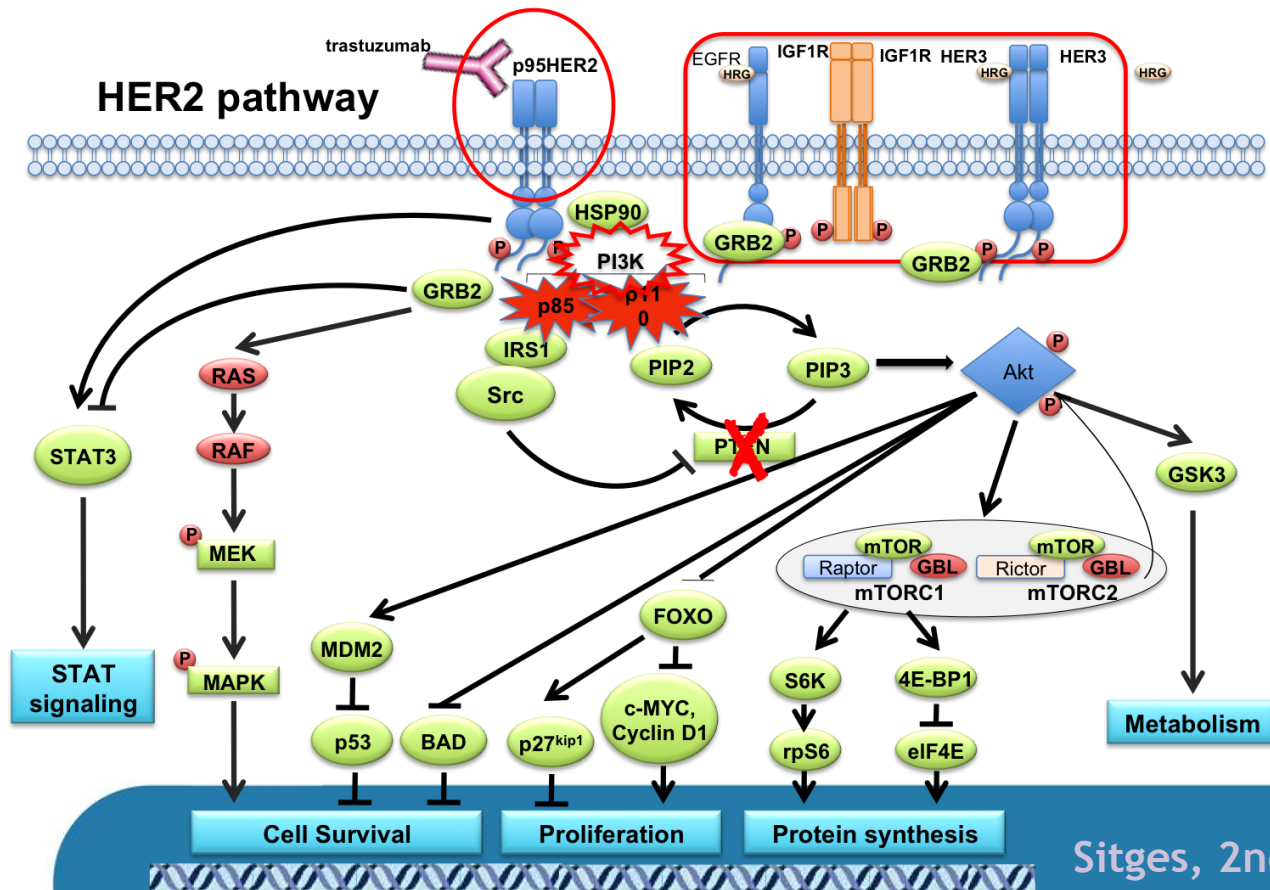 trastuzumab
p95HER2
HER2 pathway
EGFR
HRG
IGF1R
IGF1R
HER3
HRG
HER3
HRG
HSP90
P
P
PI3K
GRB2
P
P
P
GRB2
P
P
GRB2
p85
p11
0
IRS1
Src
PIP2
PIP3
Akt
P
P
RAS
RAF
STAT3
PTEN
GSK3
P
MEK
mTOR
Raptor
GBL
mTORC1
mTOR
Rictor
GBL
mTORC2
MDM2
FOXO
P
MAPK
STAT
signaling
S6K
4E-BP1
c-MYC,
Cyclin D1
Metabolism
p53
BAD
p27kip1
rpS6
eIF4E
Cell Survival
Proliferation
Protein synthesis
Sitges, 2n